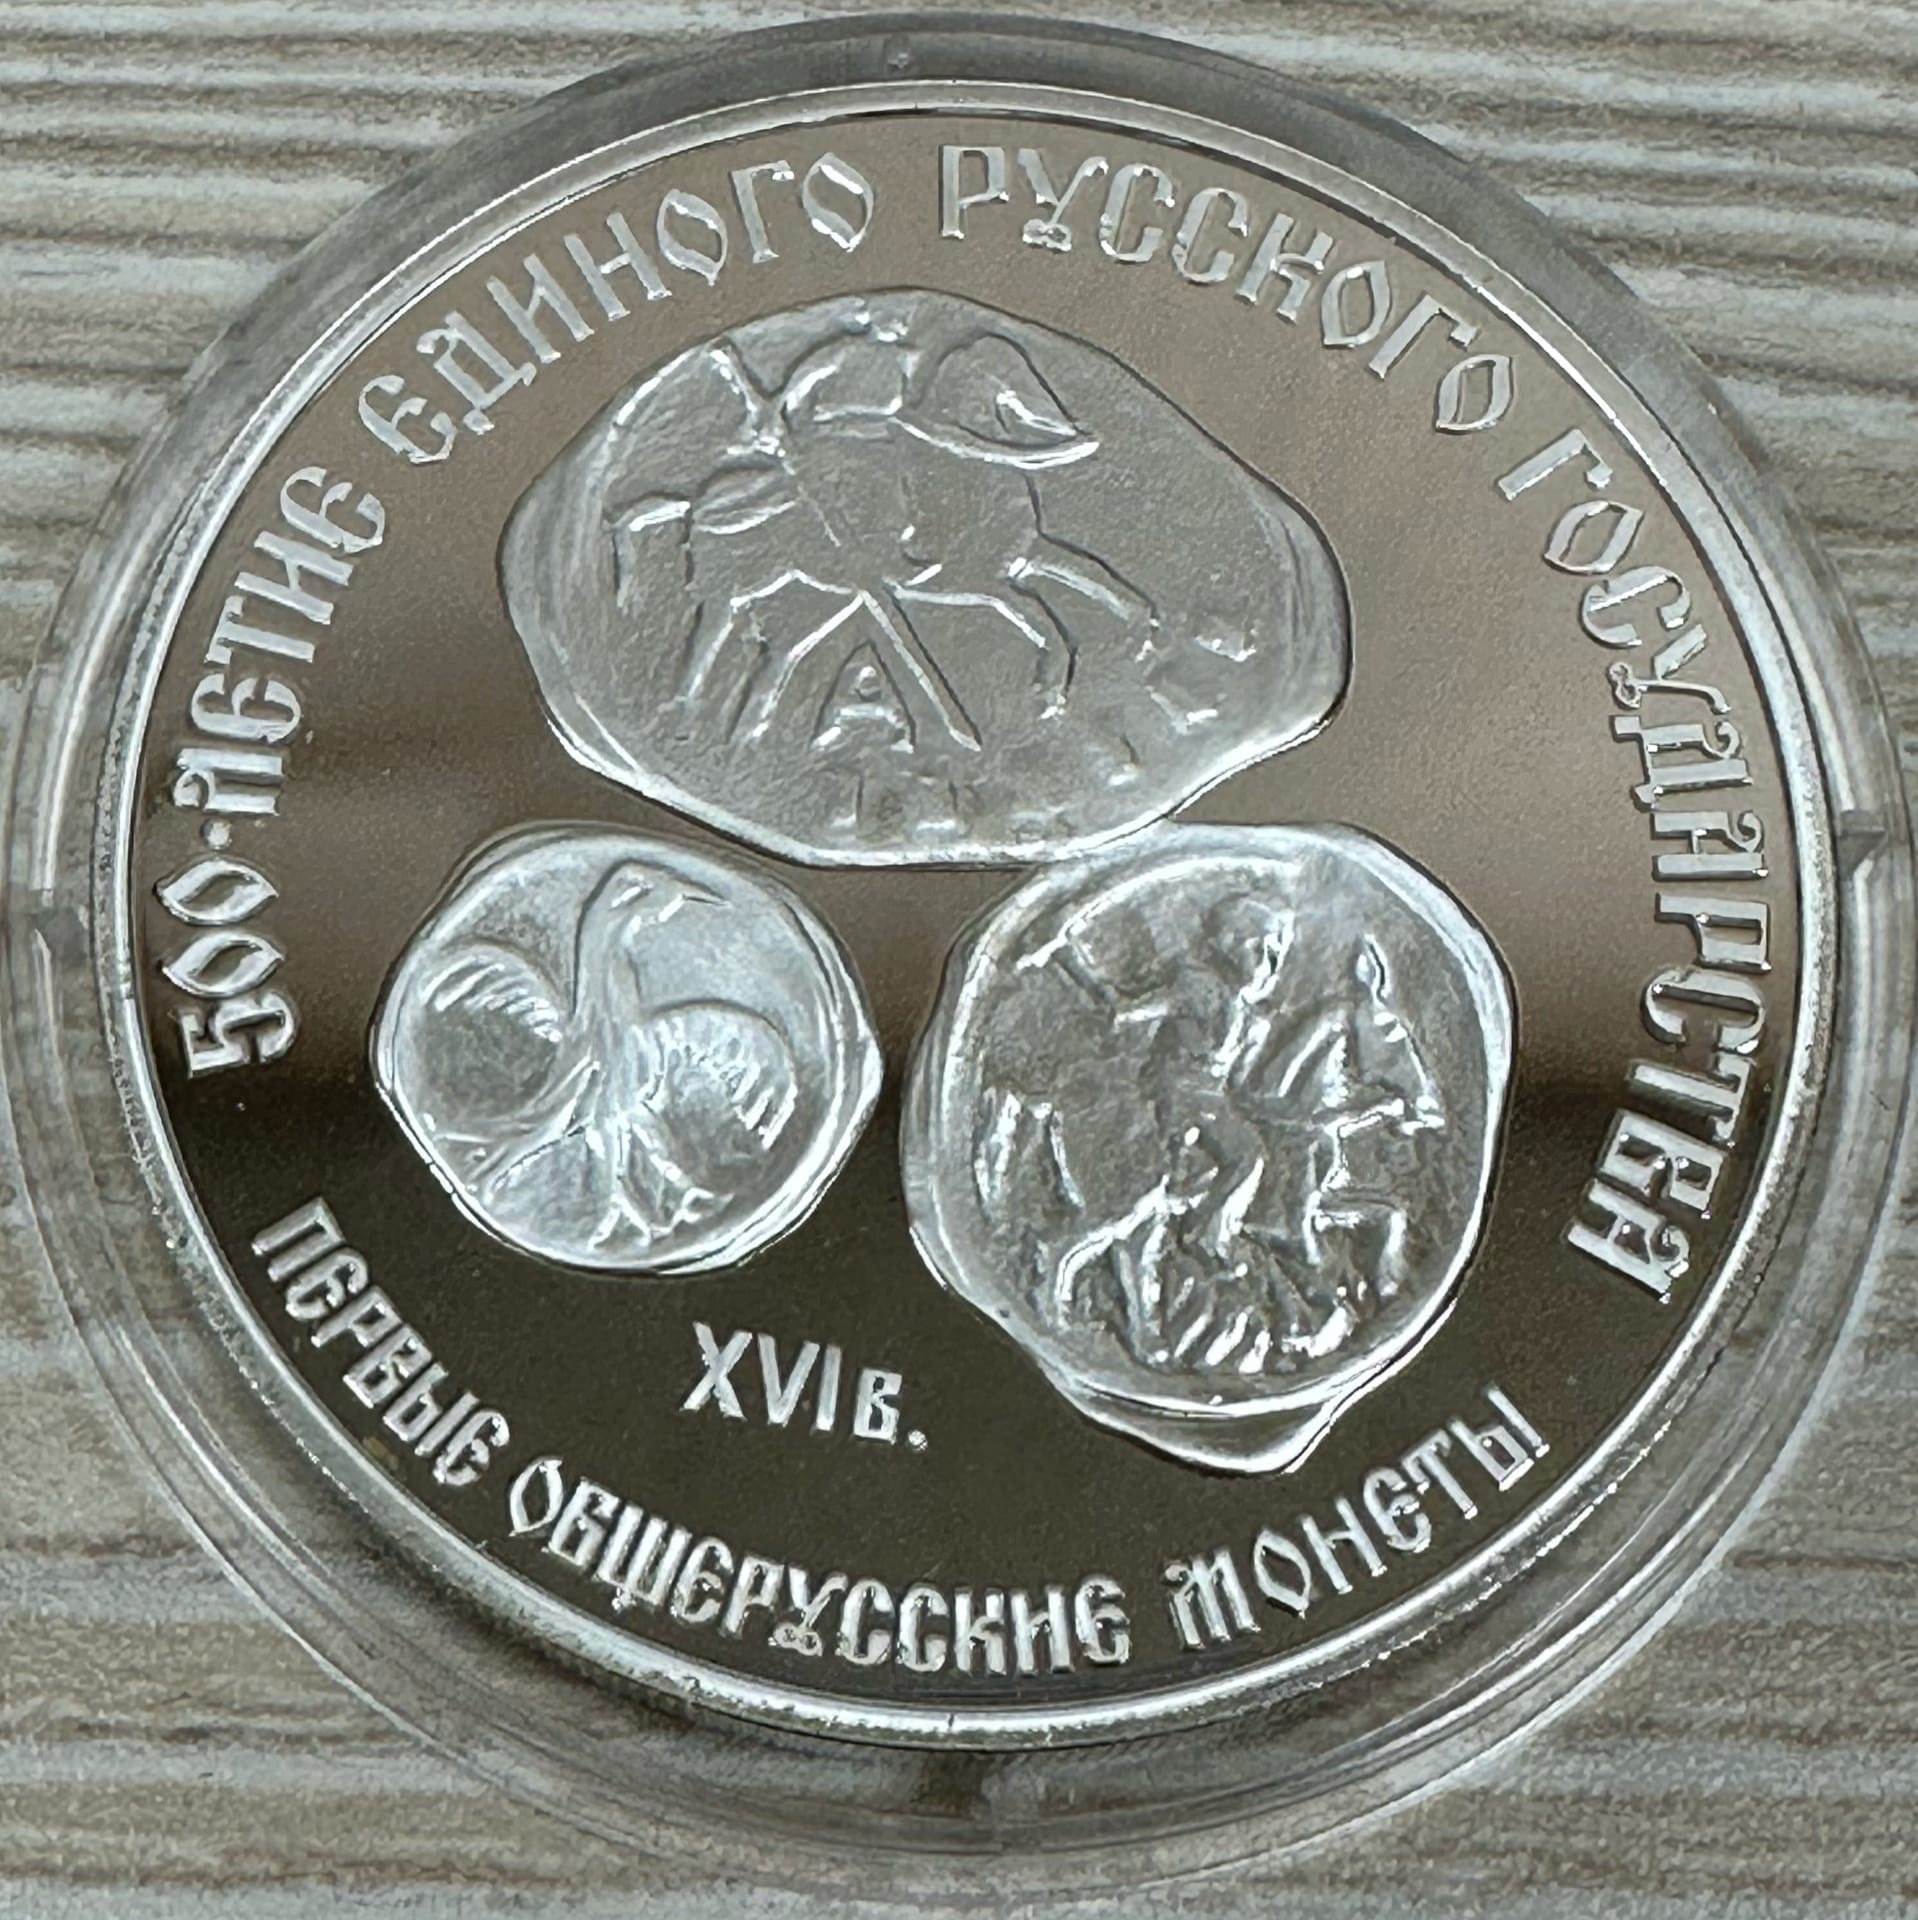 500-ЛЕТИЕ ЕДИНОГО РУССКОГО ГОСУДАРСТВА
XVI в.
ПЕРВЫЕ ОБЩЕРУССКИЕ МОНЕТЫ